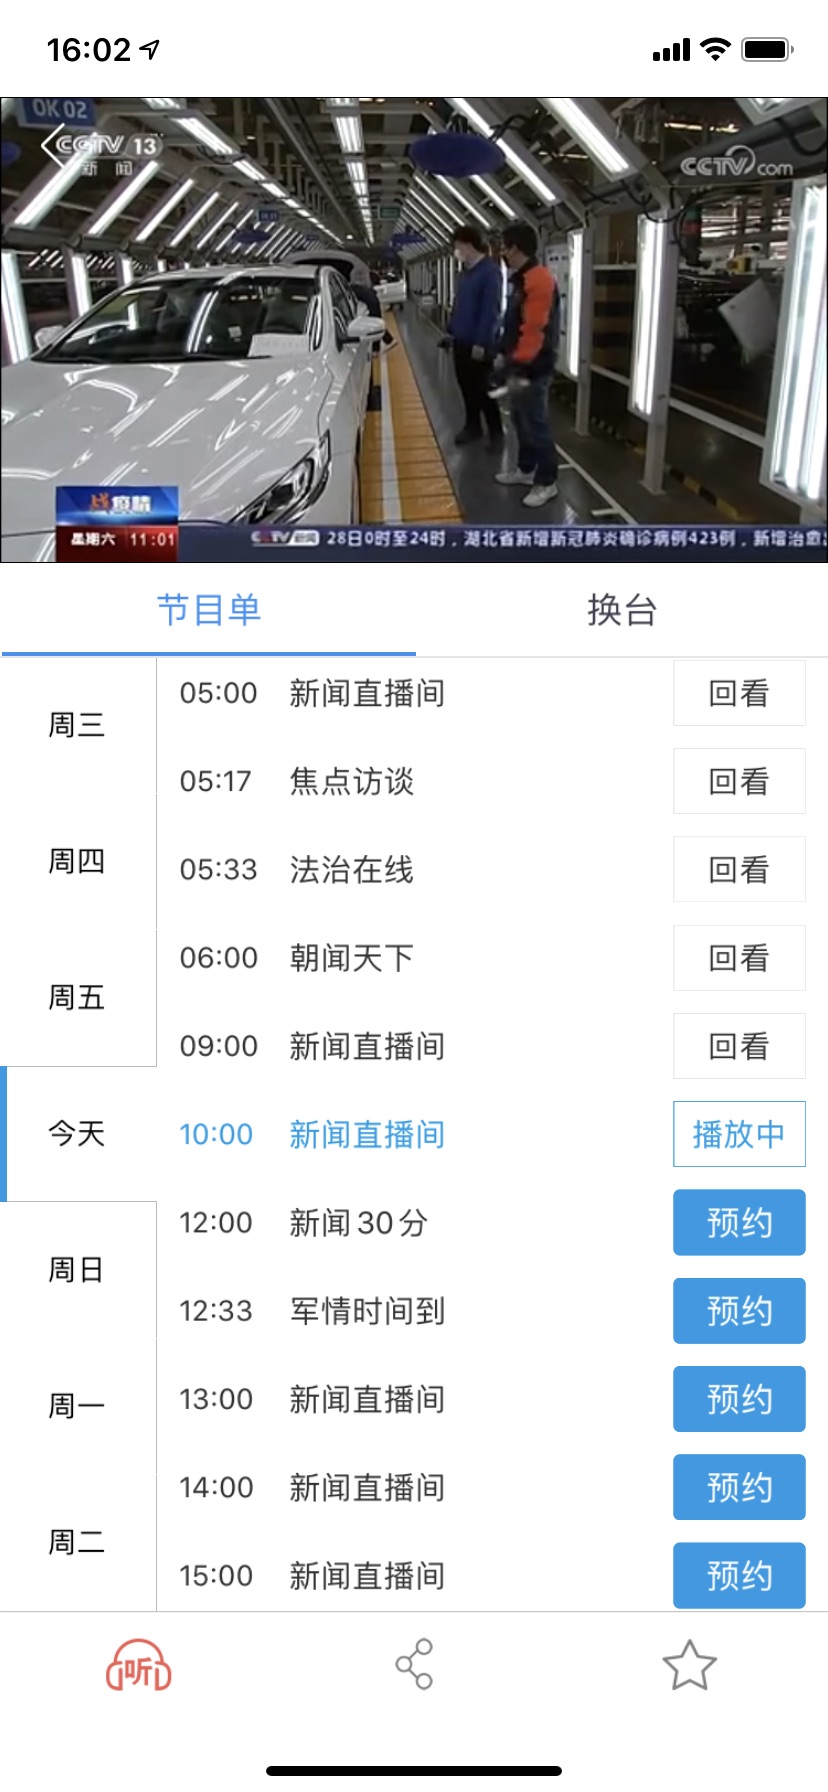 16:02
OK 02
CCTV 13
新闻
CCTV.com
战疫情
星期六 11:01
CCTV 新闻 28日0时至24时，湖北省新增新冠肺炎确诊病例423例，新增治愈
节目单 换台
周三
周四
周五
今天
周日
周一
周二
05:00 新闻直播间 回看
05:17 焦点访谈 回看
05:33 法治在线 回看
06:00 朝闻天下 回看
09:00 新闻直播间 回看
10:00 新闻直播间 播放中
12:00 新闻30分 预约
12:33 军情时间到 预约
13:00 新闻直播间 预约
14:00 新闻直播间 预约
15:00 新闻直播间 预约
听